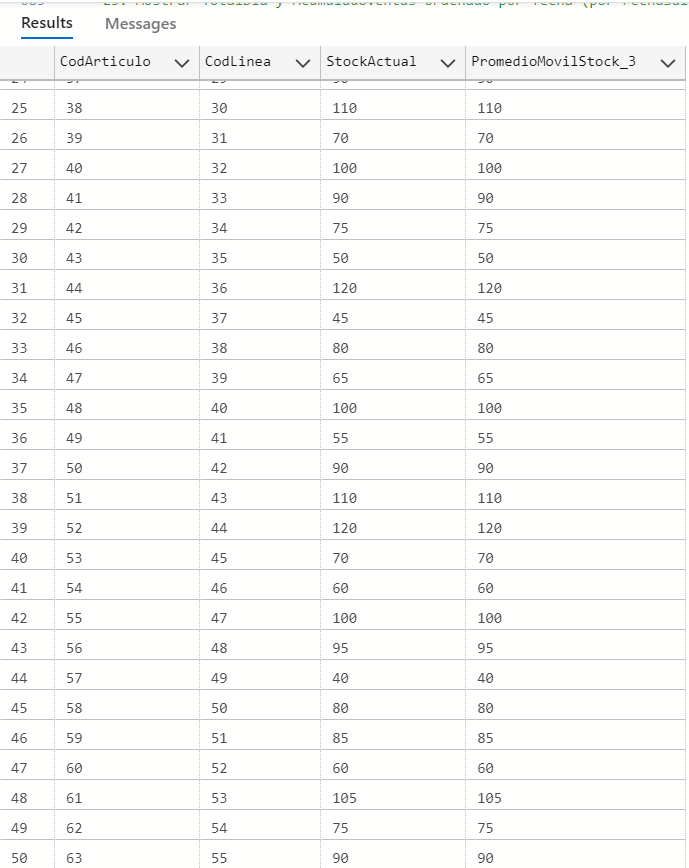 Results Messages
CodArticulo CodLinea StockActual PromedioMovilStock_3
25 38 30 110 110
26 39 31 70 70
27 40 32 100 100
28 41 33 90 90
29 42 34 75 75
30 43 35 50 50
31 44 36 120 120
32 45 37 45 45
33 46 38 80 80
34 47 39 65 65
35 48 40 100 100
36 49 41 55 55
37 50 42 90 90
38 51 43 110 110
39 52 44 120 120
40 53 45 70 70
41 54 46 60 60
42 55 47 100 100
43 56 48 95 95
44 57 49 40 40
45 58 50 80 80
46 59 51 85 85
47 60 52 60 60
48 61 53 105 105
49 62 54 75 75
50 63 55 90 90